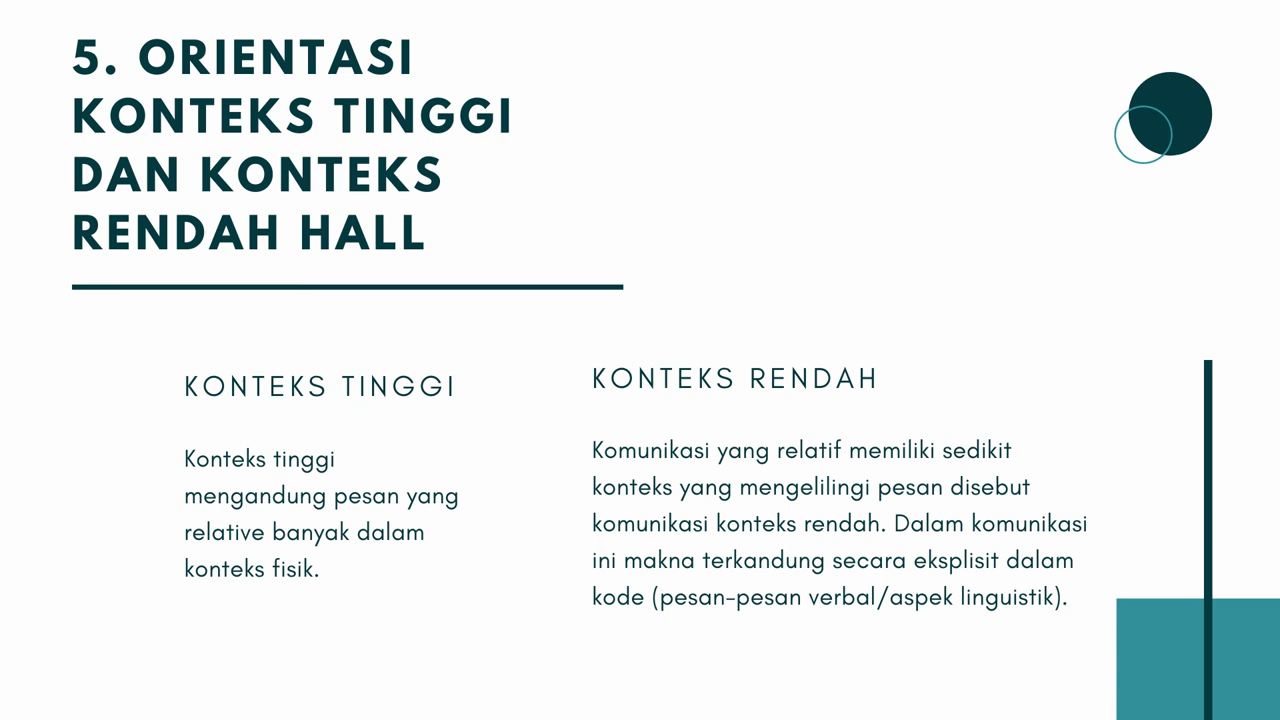 5. ORIENTASI
KONTEKS TINGGI
DAN KONTEKS
RENDAH HALL
KONTEKS TINGGI
Konteks tinggi
mengandung pesan yang
relative banyak dalam
konteks fisik.
KONTEKS RENDAH
Komunikasi yang relatif memiliki sedikit
konteks yang mengelilingi pesan disebut
komunikasi konteks rendah. Dalam komunikasi
ini makna terkandung secara eksplisit dalam
kode (pesan-pesan verbal/aspek linguistik).